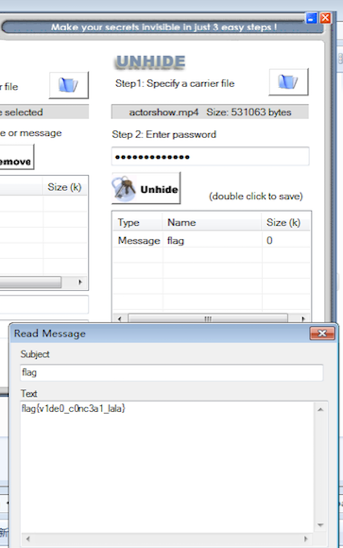 Make your secrets invisible in just 3 easy steps !
UNHIDE
r file
Step1: Specify a carrier file
e selected
actorshow.mp4 Size: 531063 bytes
e or message
Step 2: Enter password
emove
Unhide
(double click to save)
Size (k)
Type Name Size (k)
Message flag 0
Read Message
Subject
flag
Text
flag{v1de0_c0nc3a1_lala}